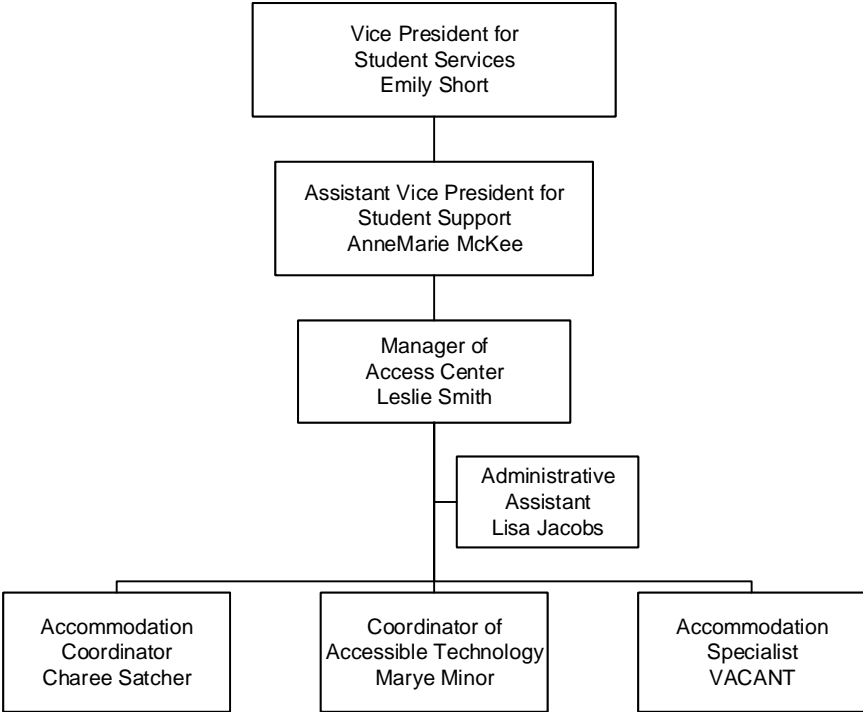 Vice President for
Student Services
Emily Short
Assistant Vice President for
Student Support
AnneMarie McKee
Manager of
Access Center
Leslie Smith
Administrative
Assistant
Lisa Jacobs
Accommodation
Coordinator
Charee Satcher
Coordinator of
Accessible Technology
Marye Minor
Accommodation
Specialist
VACANT